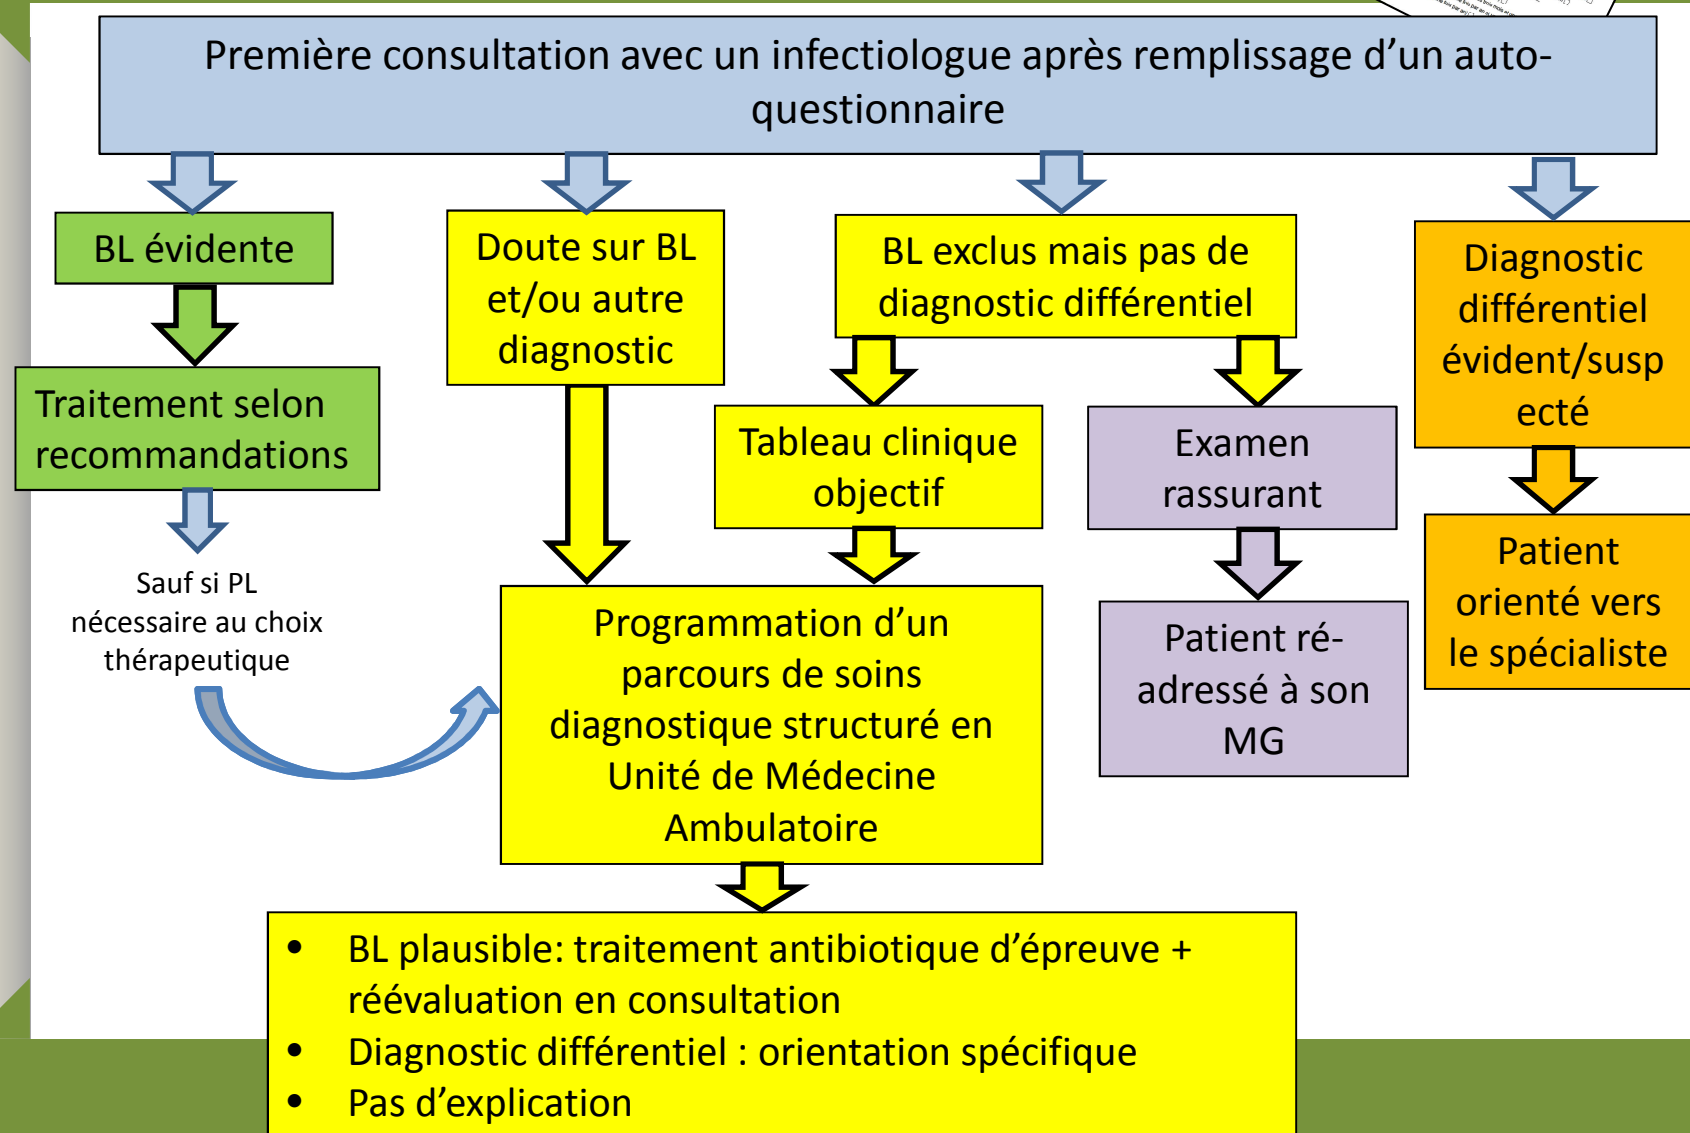 Première consultation avec un infectiologue après remplissage d’un auto-
questionnaire
BL évidente
Traitement selon
recommandations
Sauf si PL
nécessaire au choix
thérapeutique
Doute sur BL
et/ou autre
diagnostic
BL exclus mais pas de
diagnostic différentiel
Tableau clinique
objectif
Examen
rassurant
Patient ré-
adressé à son
MG
Diagnostic
différentiel
évident/susp
ecté
Patient
orienté vers
le spécialiste
Programmation d’un
parcours de soins
diagnostique structuré en
Unité de Médecine
Ambulatoire
• BL plausible: traitement antibiotique d’épreuve +
réévaluation en consultation
• Diagnostic différentiel : orientation spécifique
• Pas d’explication